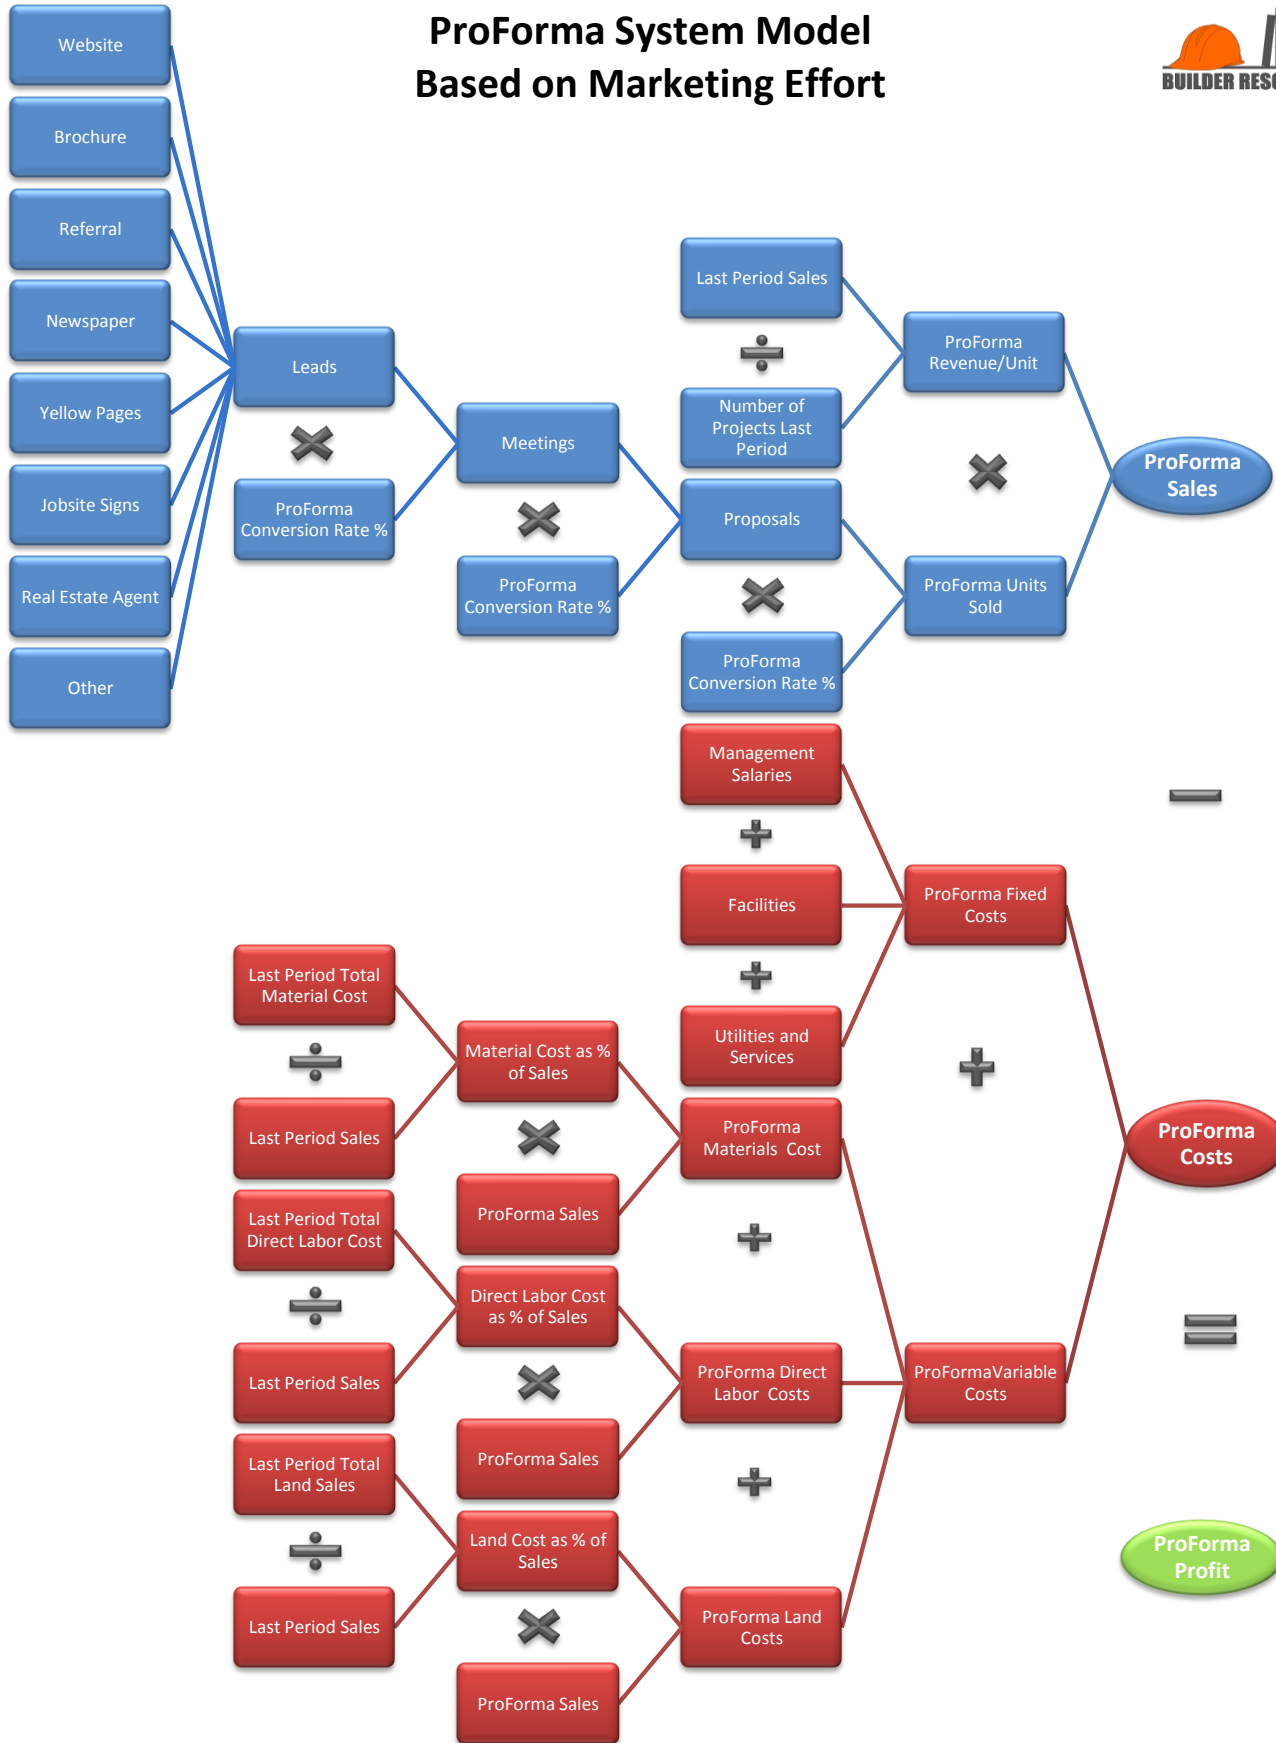 ProForma System Model
Based on Marketing Effort
BUILDER
Website
Brochure
Referral
Newspaper
Yellow Pages
Jobsite Signs
Real Estate Agent
Other
Leads
ProForma
Conversion Rate %
Meetings
ProForma
Conversion Rate %
Last Period Sales
Number of
Projects Last
Period
Proposals
ProForma
Conversion Rate %
ProForma
Revenue/Unit
ProForma Units
Sold
ProForma
Sales
Management
Salaries
Facilities
Utilities and
Services
ProForma Fixed
Costs
Last Period Total
Material Cost
Last Period Sales
Material Cost as %
of Sales
ProForma Sales
ProForma
Materials  Cost
Last Period Total
Direct Labor Cost
Last Period Sales
Direct Labor Cost
as % of Sales
ProForma Sales
ProForma Direct
Labor  Costs
Last Period Total
Land Sales
Last Period Sales
Land Cost as % of
Sales
ProForma Sales
ProForma Land
Costs
ProFormaVariable
Costs
ProForma
Costs
ProForma
Profit